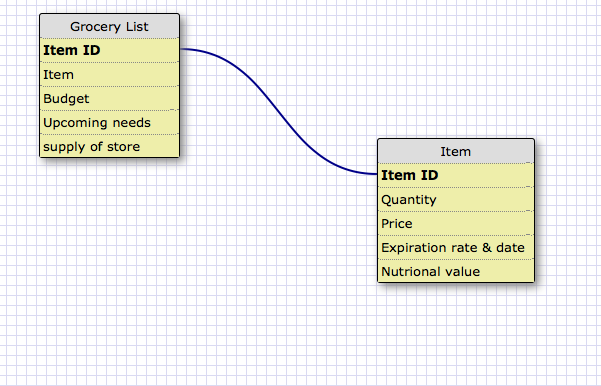 Grocery List
Item ID
Item
Budget
Upcoming needs
supply of store
Item
Item ID
Quantity
Price
Expiration rate & date
Nutrional value